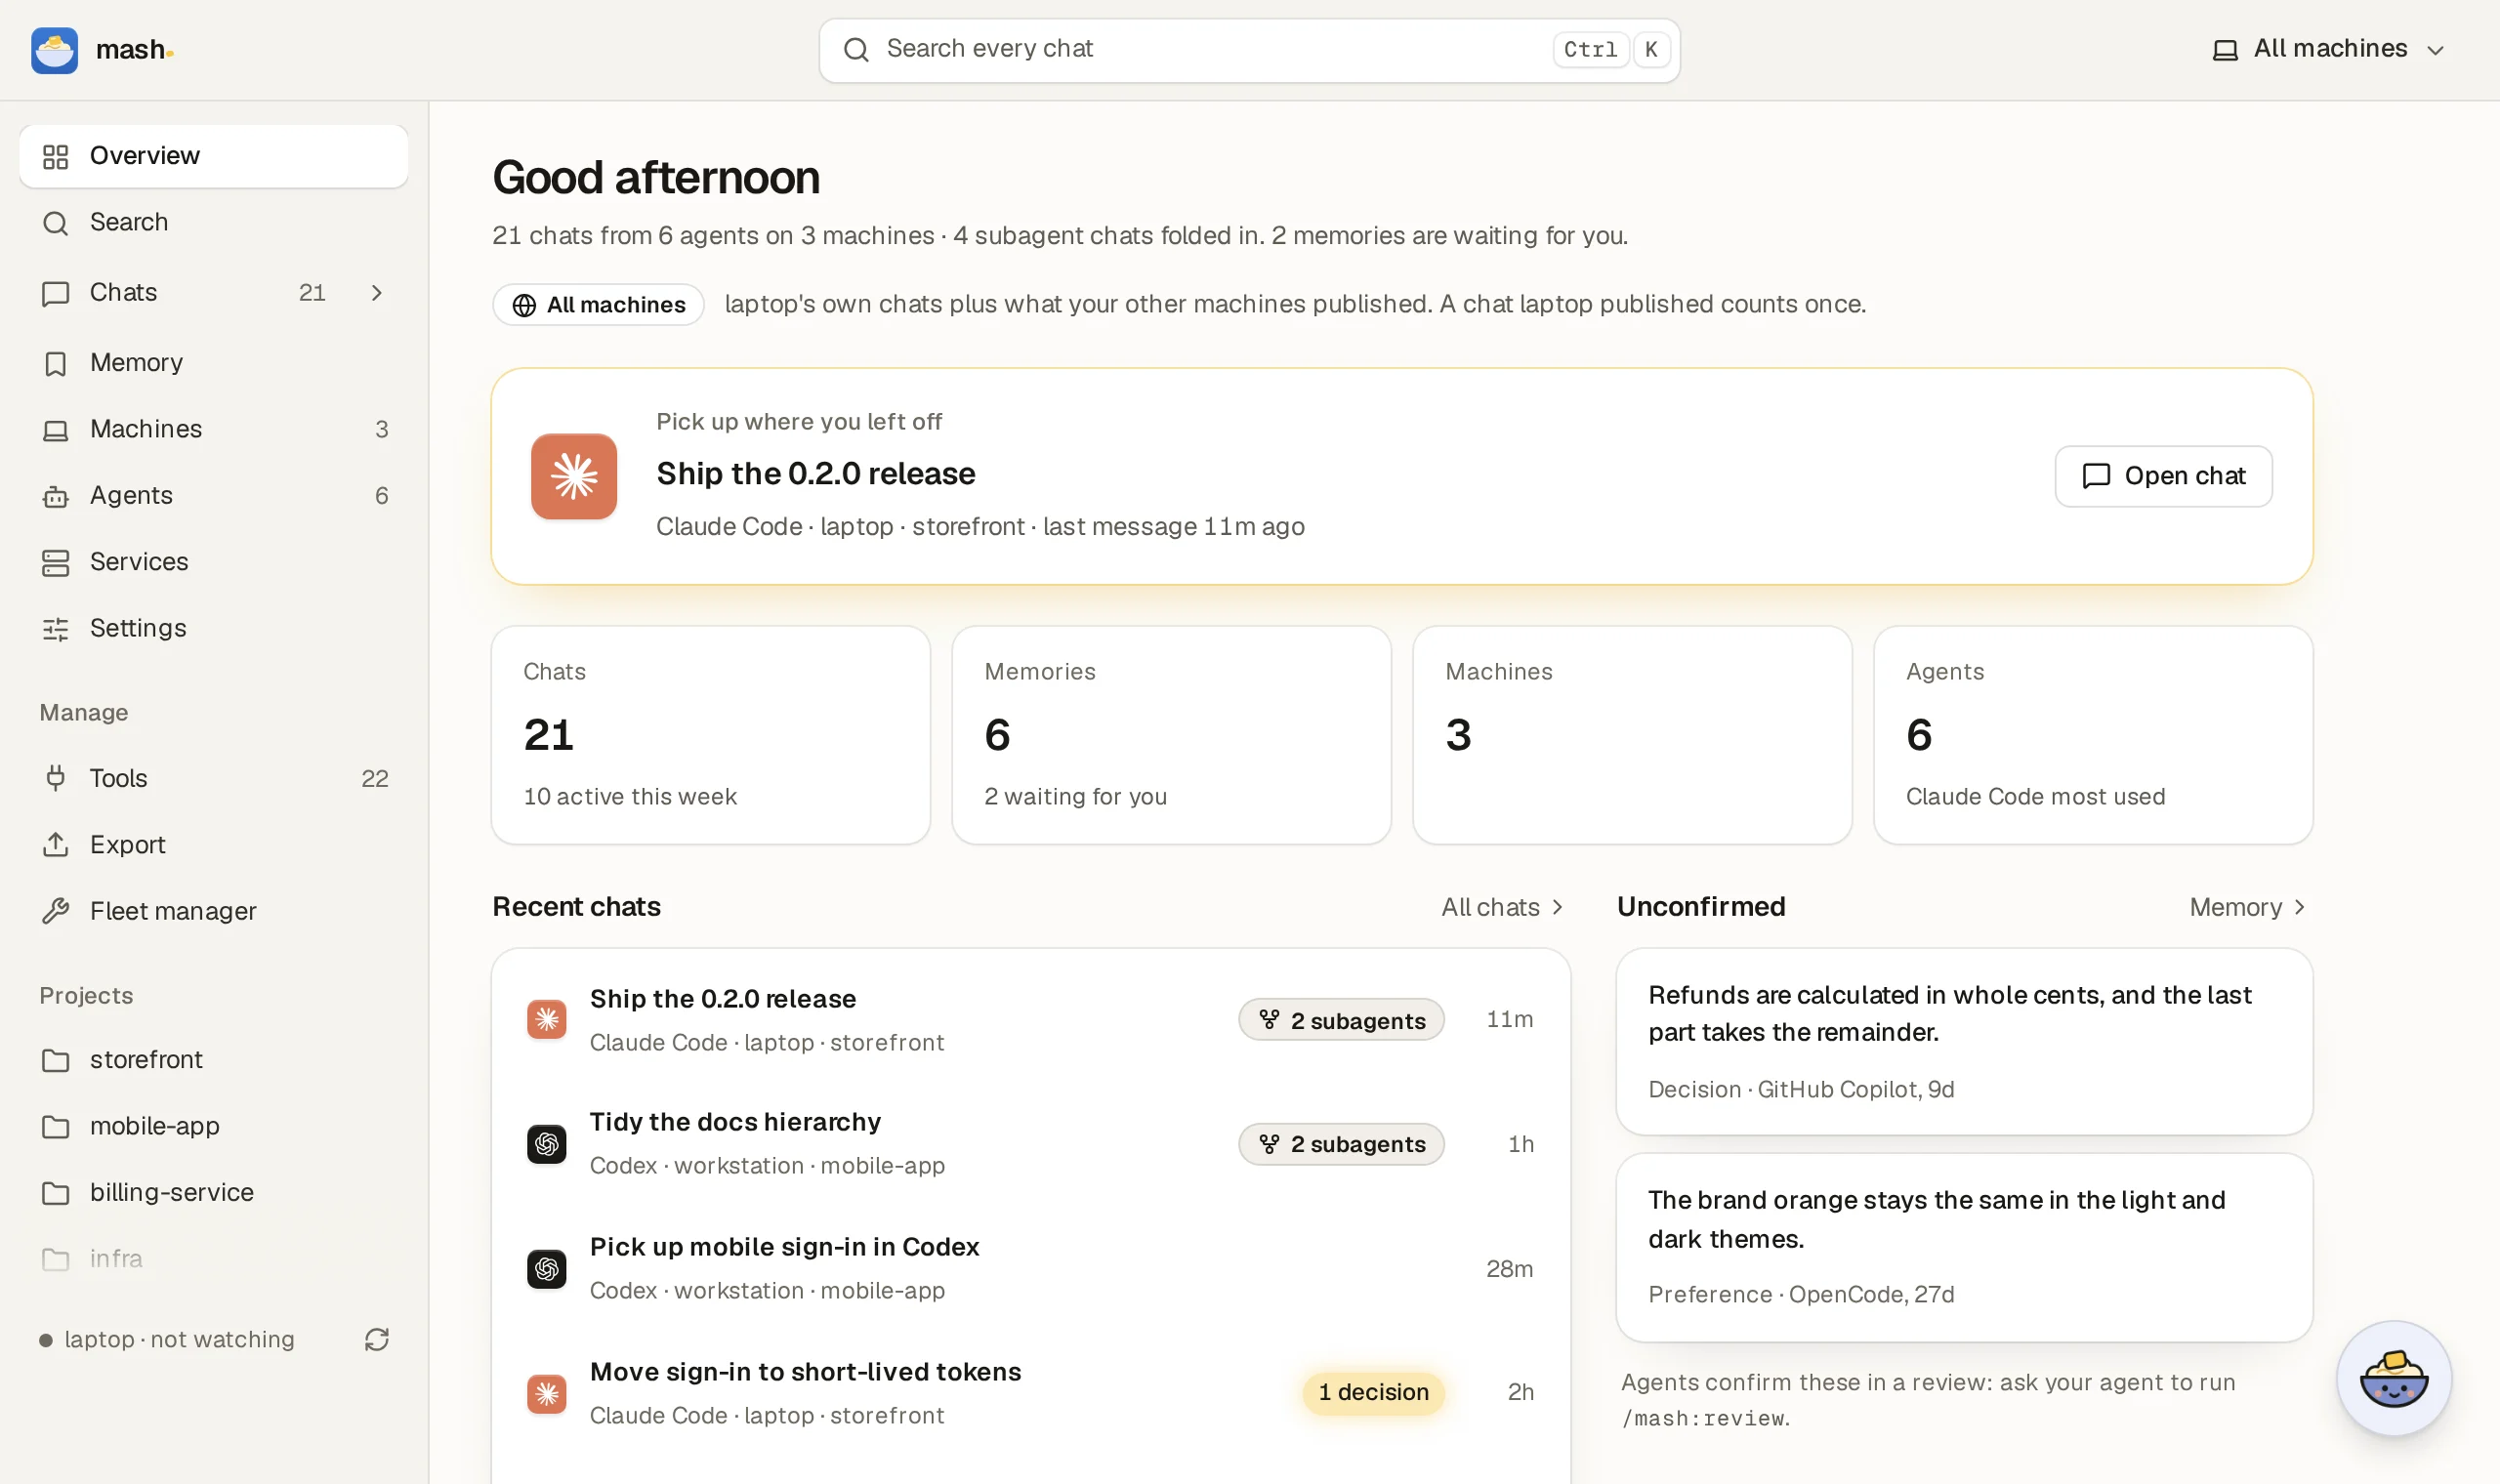 mash.
Search every chat
Ctrl K
All machines
Overview
Search
Chats 21
Memory
Machines 3
Agents 6
Services
Settings
Manage
Tools 22
Export
Fleet manager
Projects
storefront
mobile-app
billing-service
infra
laptop · not watching
Good afternoon
21 chats from 6 agents on 3 machines · 4 subagent chats folded in. 2 memories are waiting for you.
All machines laptop's own chats plus what your other machines published. A chat laptop published counts once.
Pick up where you left off
Ship the 0.2.0 release
Claude Code · laptop · storefront · last message 11m ago
Open chat
Chats
21
10 active this week
Memories
6
2 waiting for you
Machines
3
Agents
6
Claude Code most used
Recent chats
All chats
Ship the 0.2.0 release
Claude Code · laptop · storefront
2 subagents
11m
Tidy the docs hierarchy
Codex · workstation · mobile-app
2 subagents
1h
Pick up mobile sign-in in Codex
Codex · workstation · mobile-app
28m
Move sign-in to short-lived tokens
Claude Code · laptop · storefront
1 decision
2h
Unconfirmed
Memory
Refunds are calculated in whole cents, and the last
part takes the remainder.
Decision · GitHub Copilot, 9d
The brand orange stays the same in the light and
dark themes.
Preference · OpenCode, 27d
Agents confirm these in a review: ask your agent to run
/mash:review.